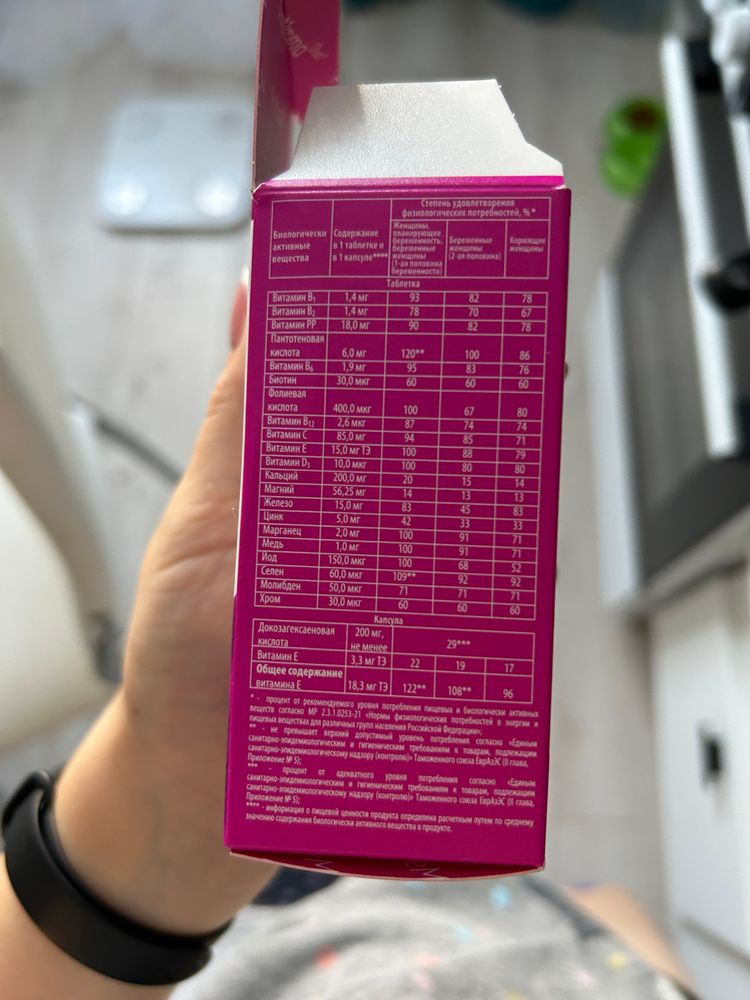 Степень удовлетворения
физиологических потребностей, % *
Биологически активные вещества
Содержание в 1 таблетке и в 1 капсуле****
Женщины, планирующие беременность, беременные женщины (1-ая половина беременности)
Беременные женщины (2-ая половина)
Кормящие женщины
Таблетка
Витамин B1 1,4 мг 93 82 78
Витамин B2 1,4 мг 78 70 67
Витамин PP 18,0 мг 90 82 78
Пантотеновая
кислота 6,0 мг 120** 100 86
Витамин B6 1,9 мг 95 83 76
Биотин 30,0 мкг 60 60 60
Фолиевая
кислота 400,0 мкг 100 67 80
Витамин B12 2,6 мкг 87 74 74
Витамин C 85,0 мг 94 85 71
Витамин E 15,0 мг ТЭ 100 88 79
Витамин D3 10,0 мкг 100 80 80
Кальций 200,0 мг 20 15 14
Магний 56,25 мг 14 13 13
Железо 15,0 мг 83 45 83
Цинк 5,0 мг 42 33 33
Марганец 2,0 мг 100 91 71
Медь 1,0 мг 100 91 71
Йод 150,0 мкг 100 68 52
Селен 60,0 мкг 109** 92 92
Молибден 50,0 мкг 71 71 71
Хром 30,0 мкг 60 60 60
Капсула
Докозагексаеновая 200 мг,
кислота не менее 29***
Витамин E 3,3 мг ТЭ 22 19 17
Общее содержание
витамина E 18,3 мг ТЭ 122** 108** 96
* - процент от рекомендуемого уровня потребления пищевых и биологически активных
веществ согласно МР 2.3.1.0253-21 «Нормы физиологических потребностей в энергии и
пищевых веществах для различных групп населения Российской Федерации»;
** - не превышает верхний допустимый уровень потребления согласно «Единым
санитарно-эпидемиологическим и гигиеническим требованиям к товарам, подлежащим
санитарно-эпидемиологическому надзору (контролю)» Таможенного союза ЕврАзЭС (II глава,
Приложение № 5);
*** - процент от адекватного уровня потребления согласно «Единым
санитарно-эпидемиологическим и гигиеническим требованиям к товарам, подлежащим
санитарно-эпидемиологическому надзору (контролю)» Таможенного союза ЕврАзЭС (II глава,
Приложение № 5);
**** - информация о пищевой ценности продукта определена расчетным путем по среднему
значению содержания биологически активного вещества в продукте.